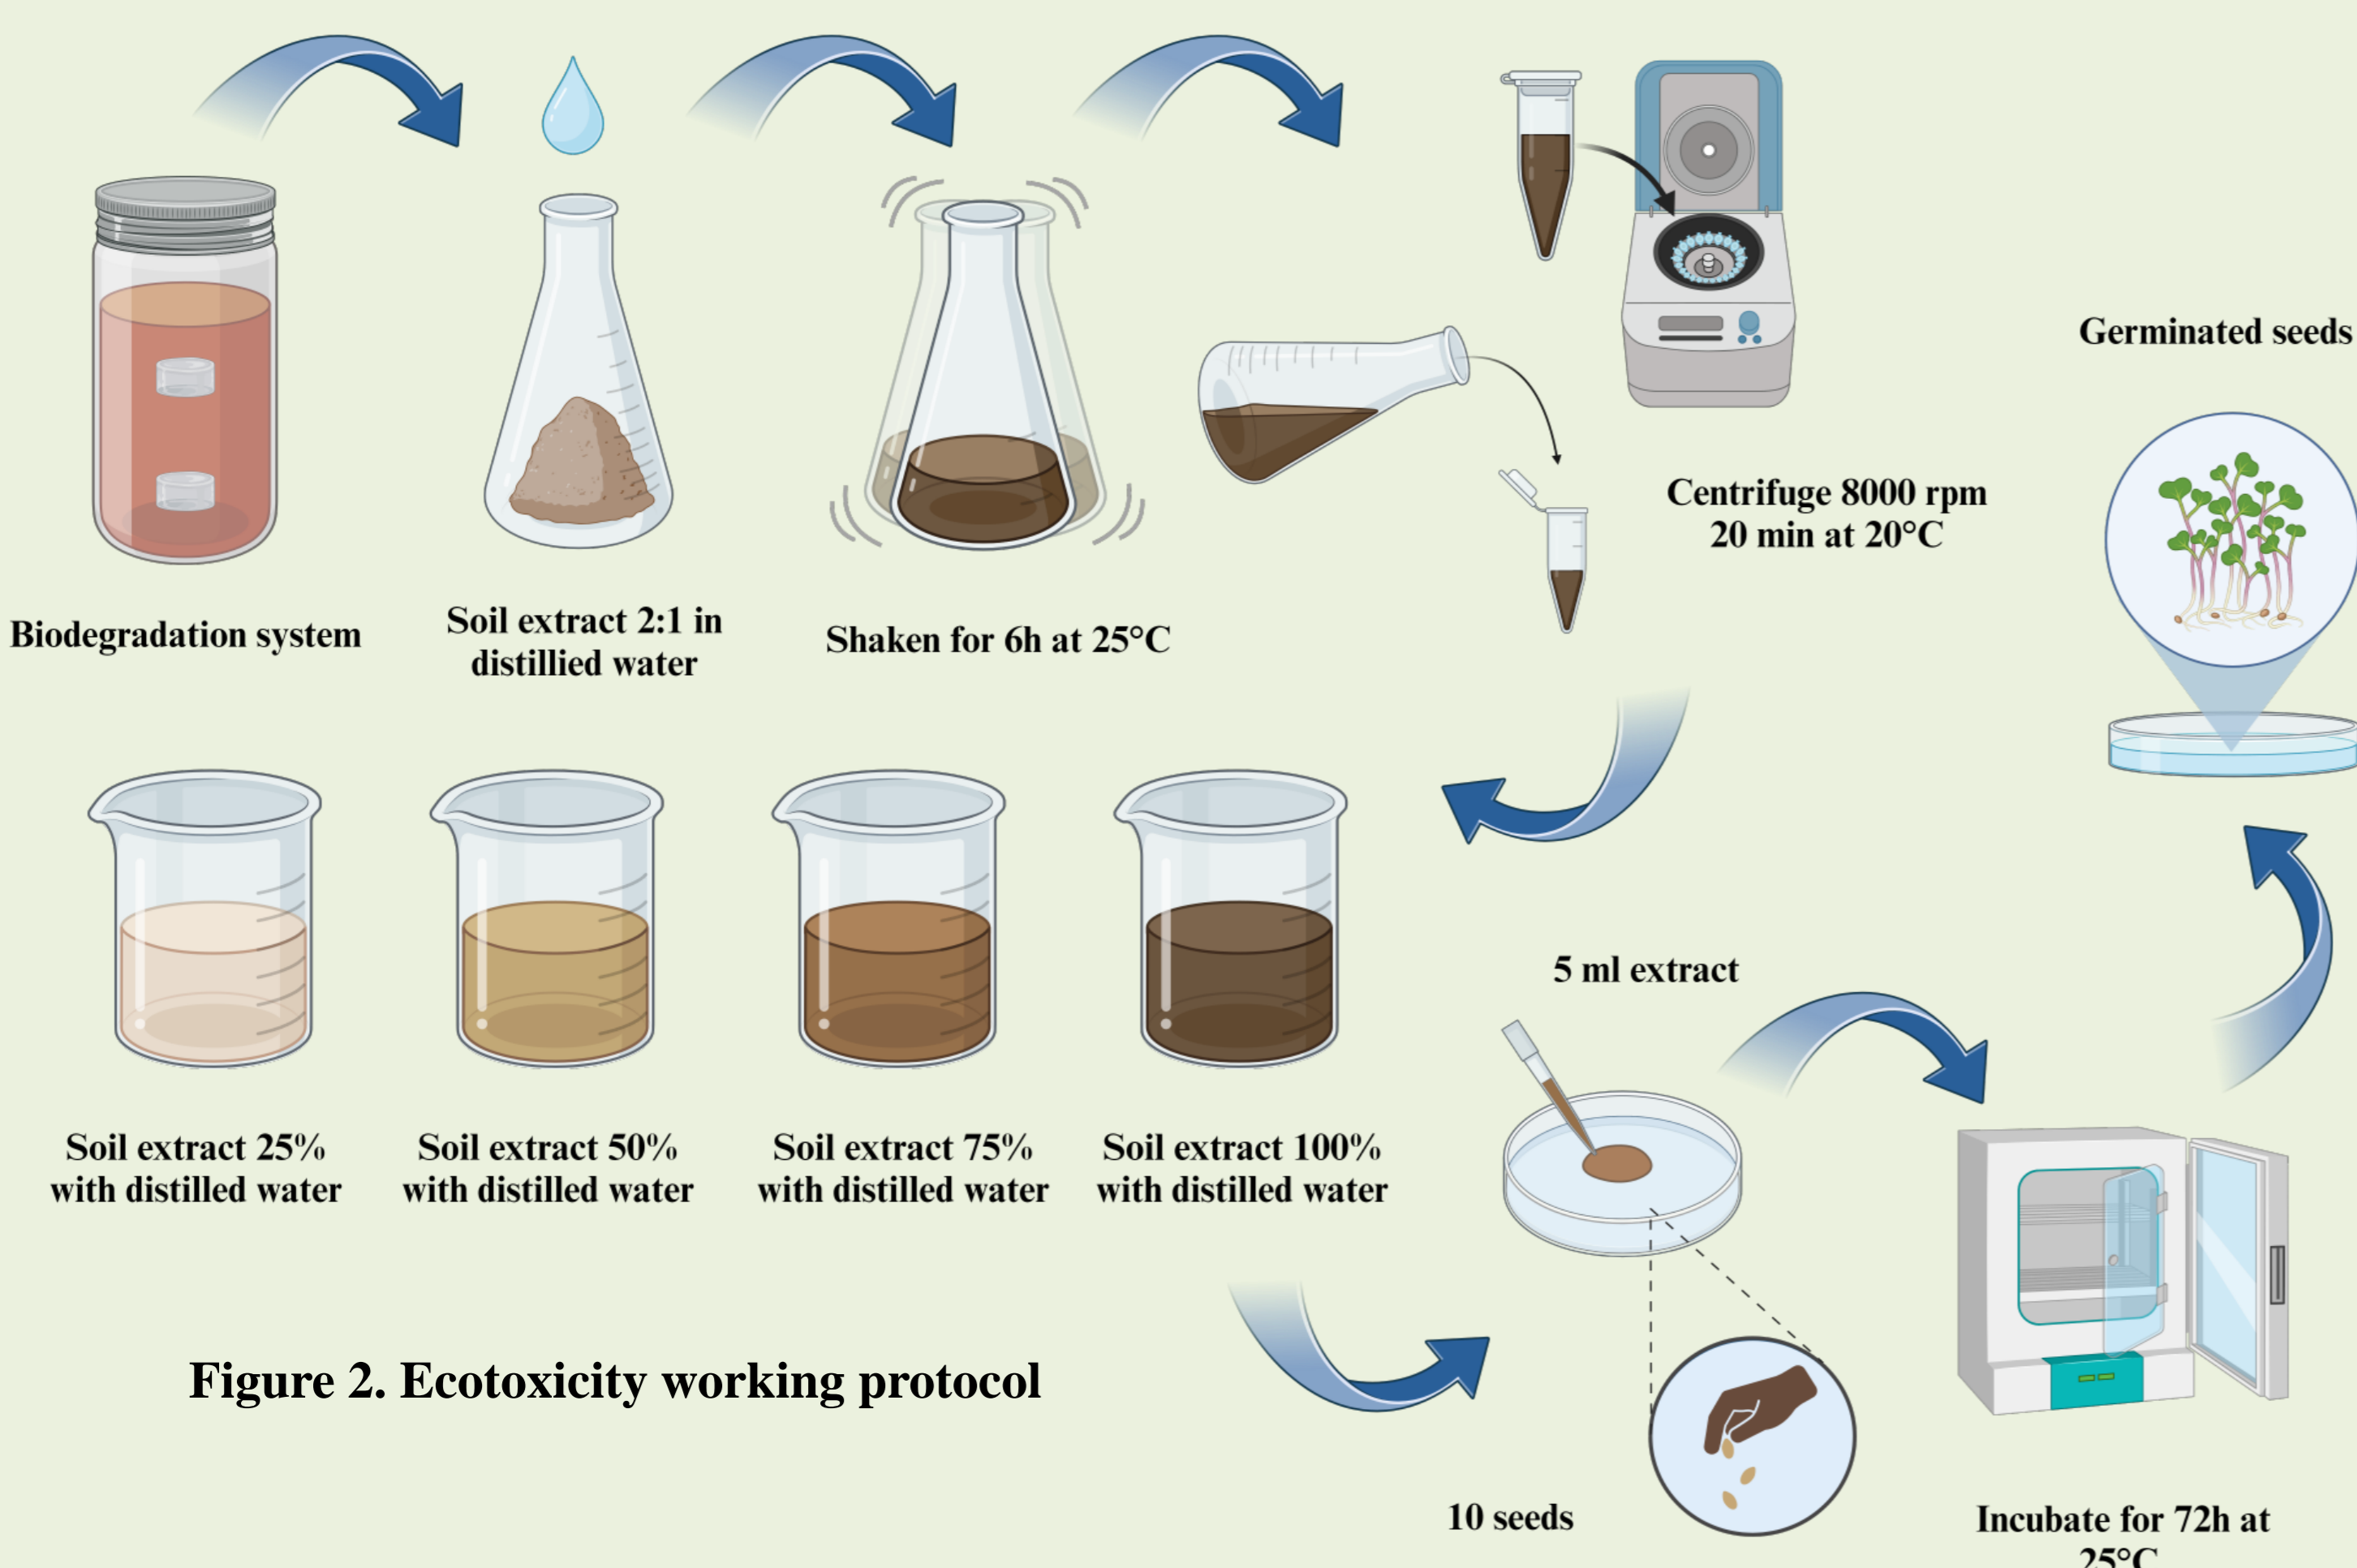 Biodegradation system
Soil extract 2:1 in
distillied water
Shaken for 6h at 25°C
Centrifuge 8000 rpm
20 min at 20°C
Soil extract 25%
with distilled water
Soil extract 50%
with distilled water
Soil extract 75%
with distilled water
Soil extract 100%
with distilled water
5 ml extract
10 seeds
Incubate for 72h at
25°C
Germinated seeds
Figure 2. Ecotoxicity working protocol